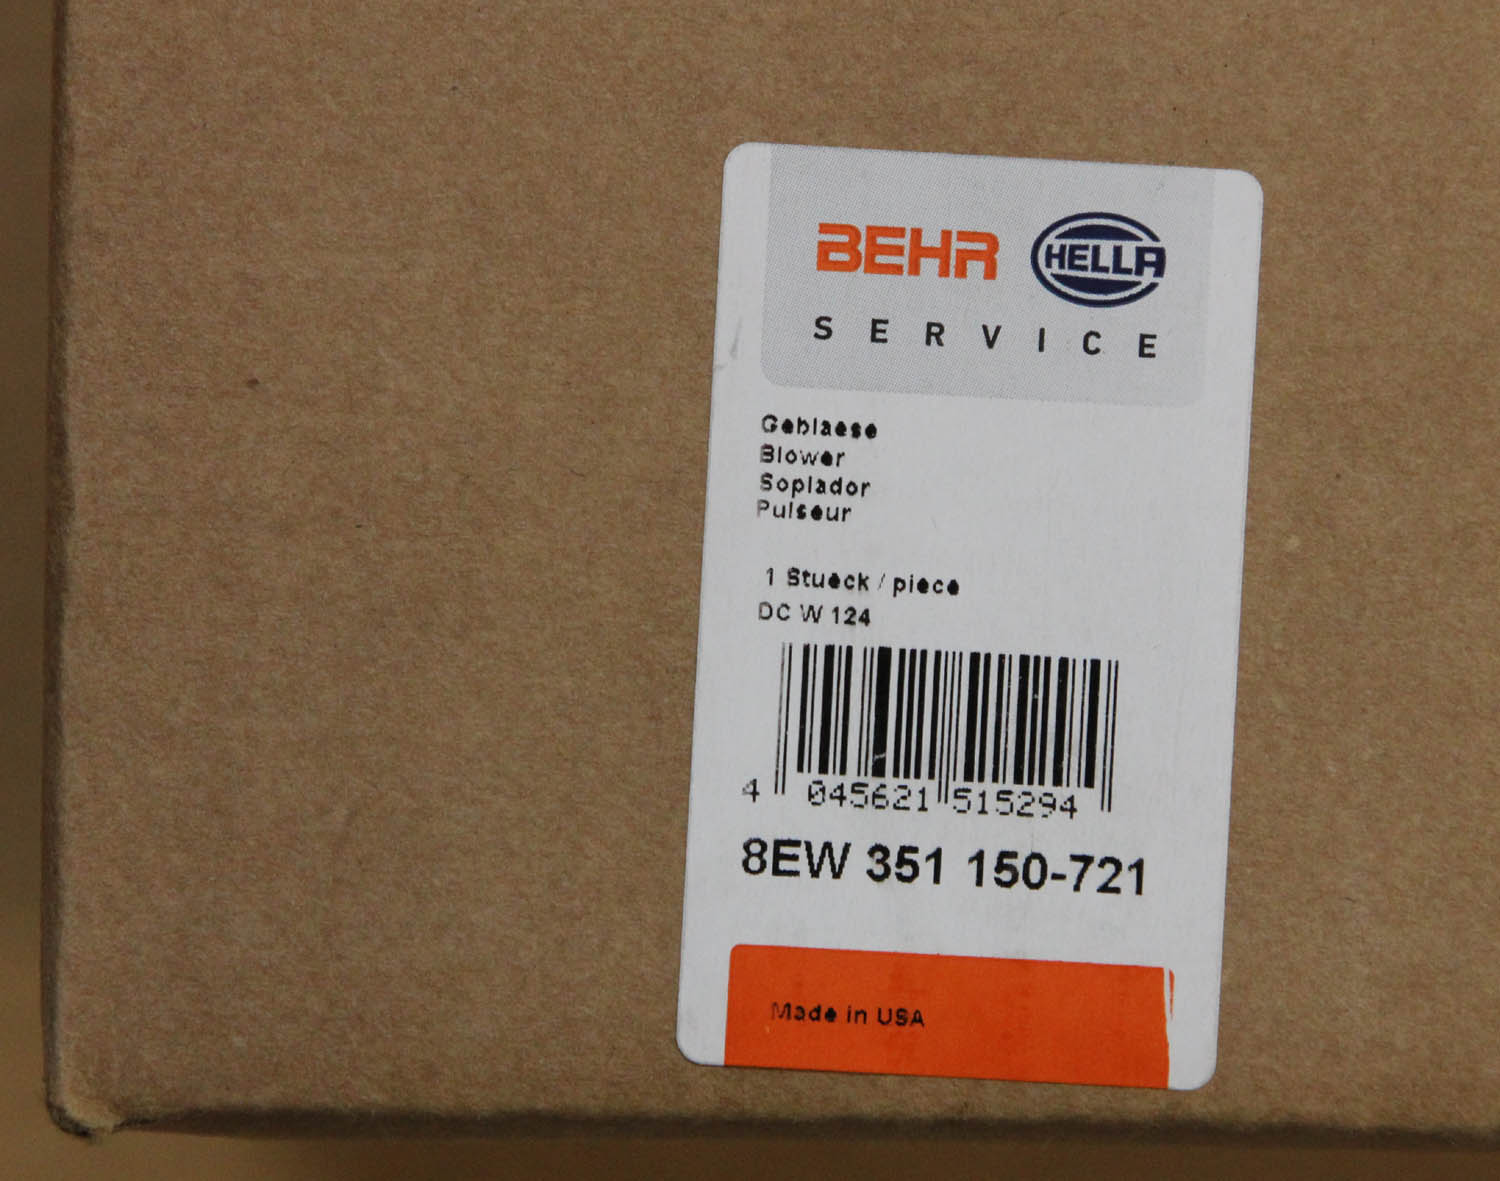 BEHR HELLA
SERVICE
Geblaese
Blower
Soplador
Pulseur
1 Stueck / piece
DC W 124
4 045621 515294
8EW 351 150-721
Made in USA